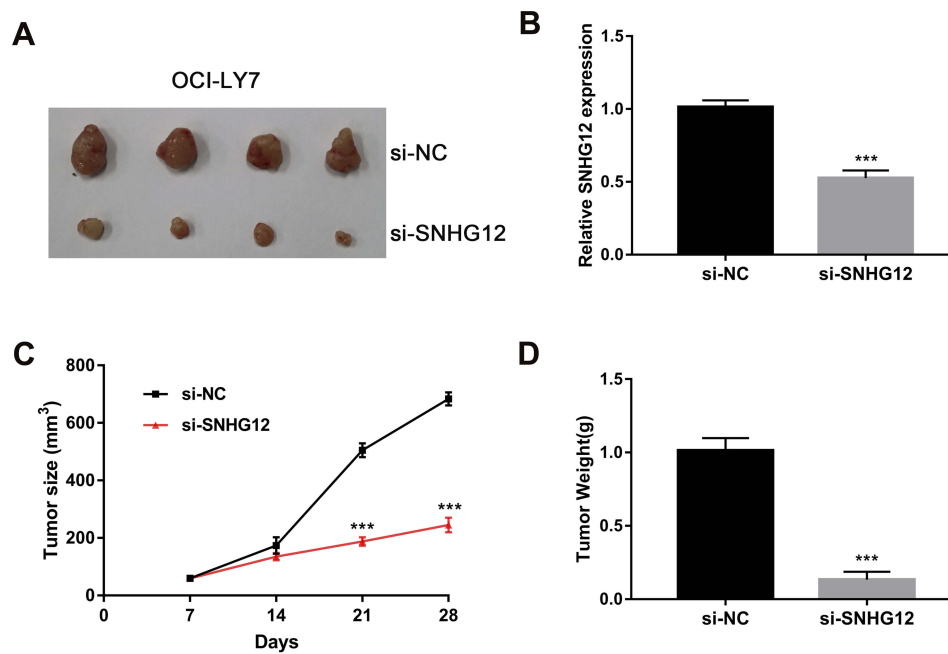 A
OCI-LY7
si-NC
si-SNHG12
B
Relative SNHG12 expression
1.5
1.0
0.5
0.0
***
si-NC
si-SNHG12
C
Tumor size (mm³)
800
600
400
200
0
si-NC
si-SNHG12
***
***
0 7 14 21 28
Days
D
Tumor Weight(g)
1.5
1.0
0.5
0.0
***
si-NC
si-SNHG12